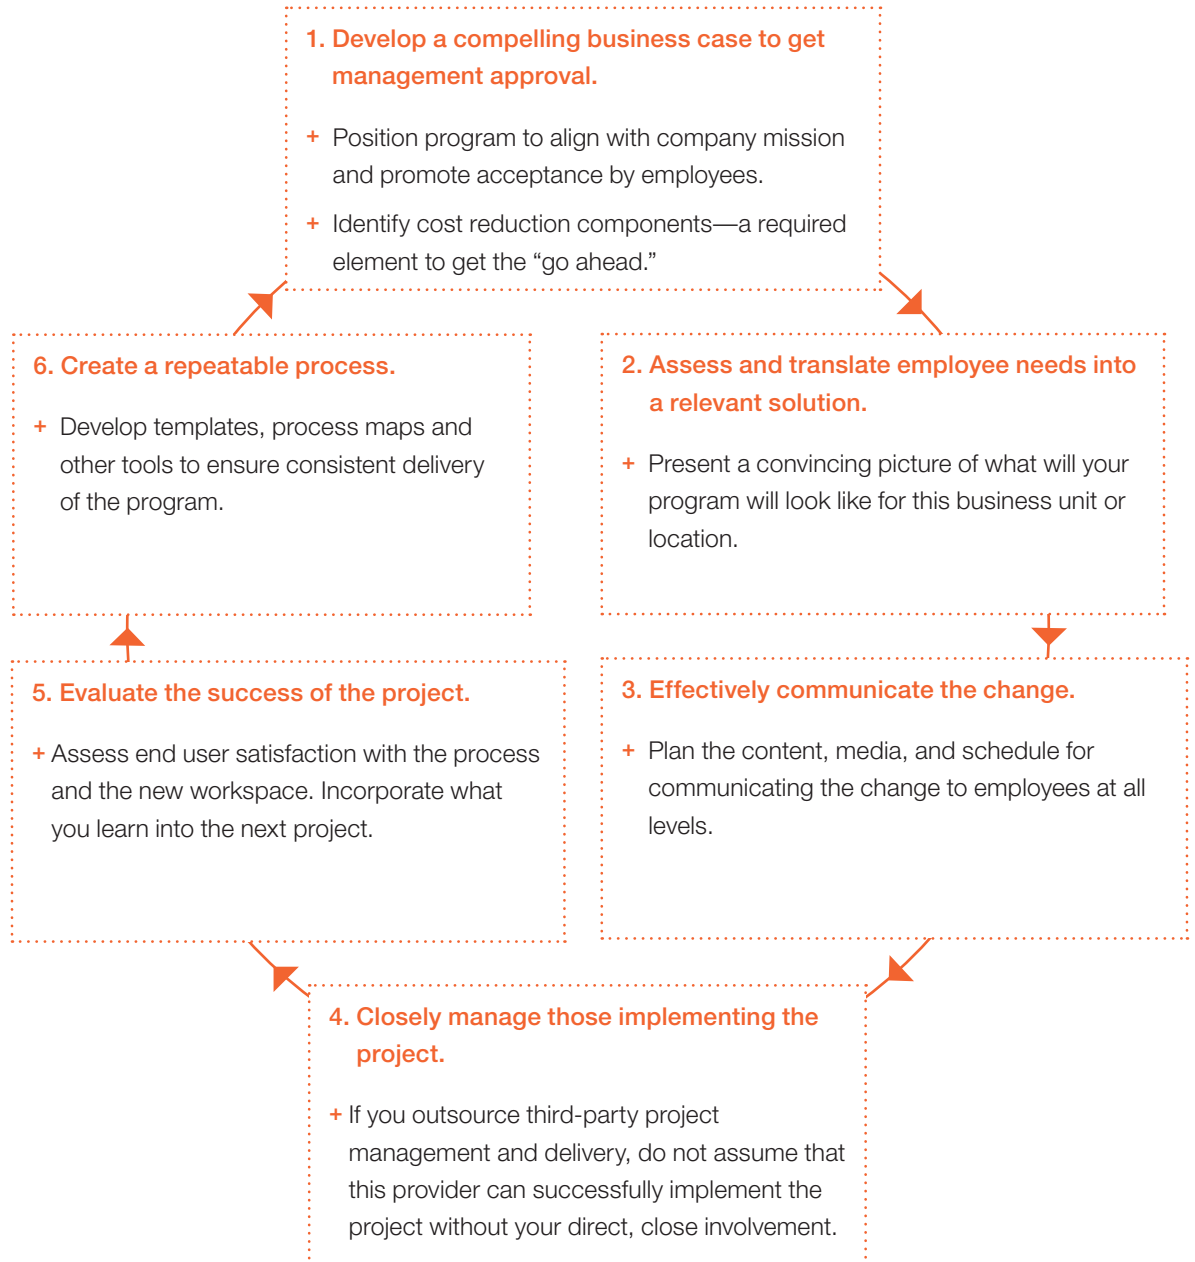 1. Develop a compelling business case to get
management approval.
+ Position program to align with company mission
and promote acceptance by employees.
+ Identify cost reduction components—a required
element to get the “go ahead.”
2. Assess and translate employee needs into
a relevant solution.
+ Present a convincing picture of what will your
program will look like for this business unit or
location.
3. Effectively communicate the change.
+ Plan the content, media, and schedule for
communicating the change to employees at all
levels.
4. Closely manage those implementing the
project.
+ If you outsource third-party project
management and delivery, do not assume that
this provider can successfully implement the
project without your direct, close involvement.
5. Evaluate the success of the project.
+ Assess end user satisfaction with the process
and the new workspace. Incorporate what
you learn into the next project.
6. Create a repeatable process.
+ Develop templates, process maps and
other tools to ensure consistent delivery
of the program.